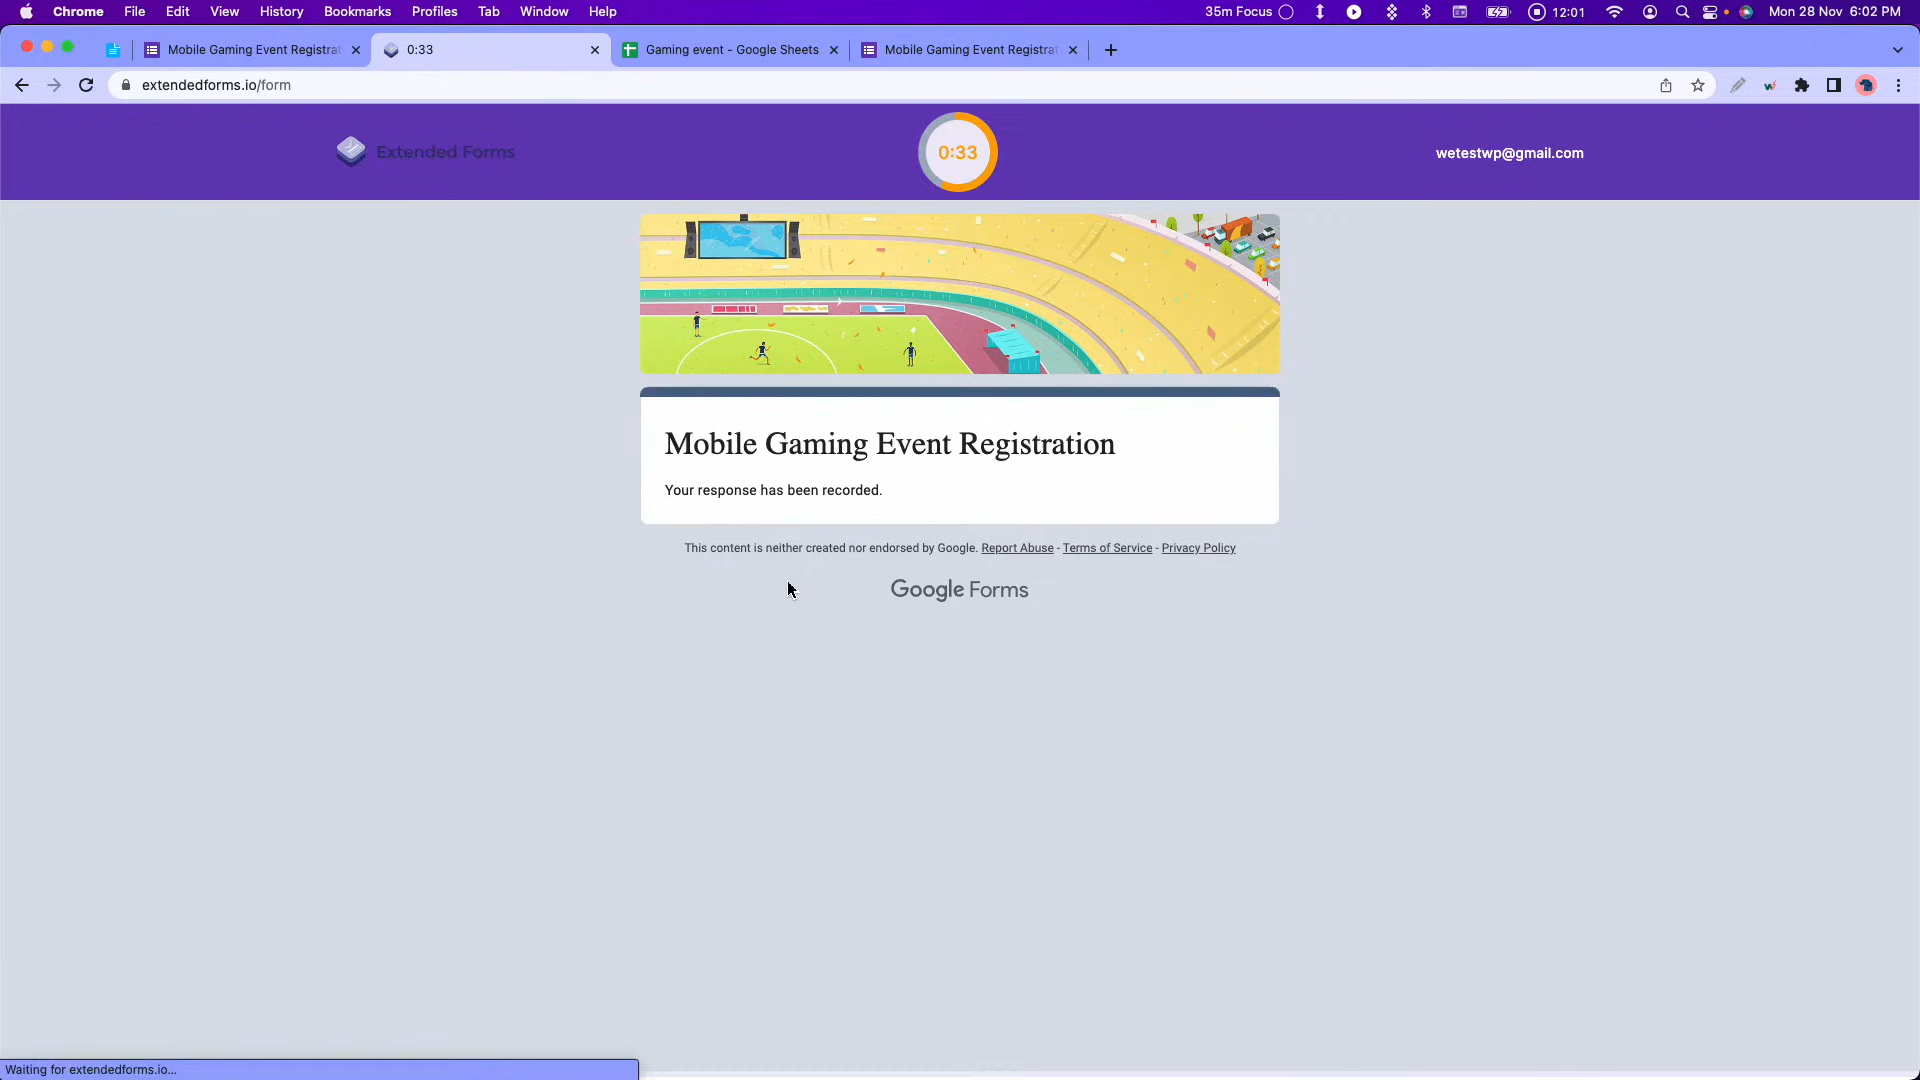 Chrome File Edit View History Bookmarks Profiles Tab Window Help 35m Focus 12:01 Mon 28 Nov 6:02 PM
Mobile Gaming Event Registrat 0:33 Gaming event - Google Sheets Mobile Gaming Event Registrat
extendedforms.io/form
Extended Forms 0:33 wetestwp@gmail.com
Mobile Gaming Event Registration
Your response has been recorded.
This content is neither created nor endorsed by Google. Report Abuse - Terms of Service - Privacy Policy
Google Forms
Waiting for extendedforms.io...